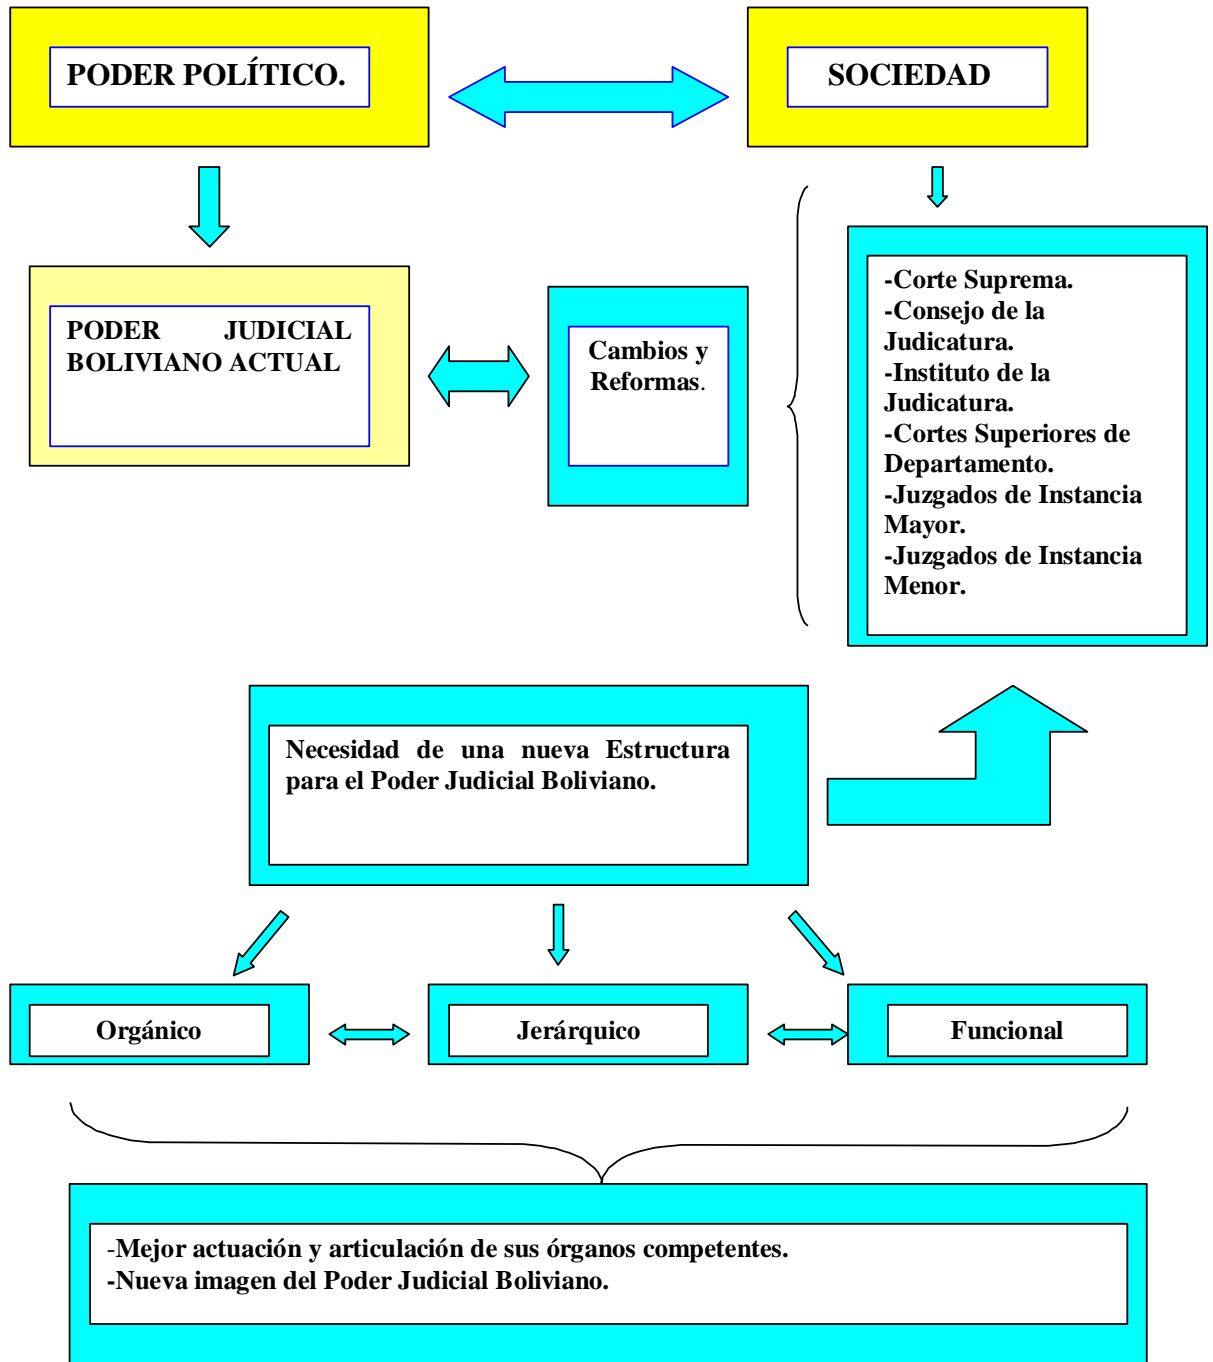 PODER POLÍTICO.
SOCIEDAD
PODER JUDICIAL
BOLIVIANO ACTUAL
Cambios y
Reformas.
-Corte Suprema.
-Consejo de la
Judicatura.
-Instituto de la
Judicatura.
-Cortes Superiores de
Departamento.
-Juzgados de Instancia
Mayor.
-Juzgados de Instancia
Menor.
Necesidad de una nueva Estructura
para el Poder Judicial Boliviano.
Orgánico
Jerárquico
Funcional
-Mejor actuación y articulación de sus órganos competentes.
-Nueva imagen del Poder Judicial Boliviano.